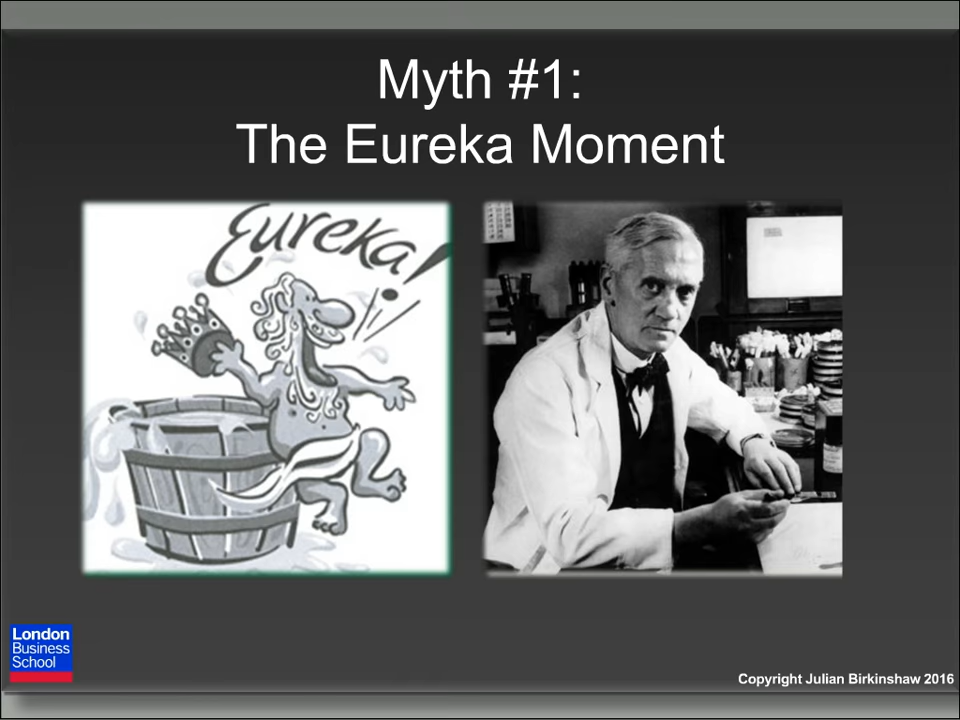 Myth #1:
The Eureka Moment
Eureka!
London
Business
School
Copyright Julian Birkinshaw 2016